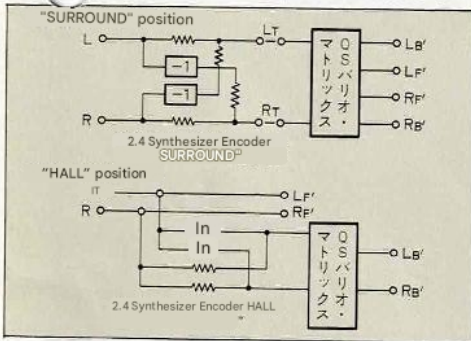 "SURROUND" position
L
LT
-1
-1
R
RT
QSバリオ・マトリックス
LB'
LF'
RF'
RB'
2.4 Synthesizer Encoder
SURROUND"
"HALL" position
IT
LF'
R
RF'
In
In
QSバリオ・マトリックス
LB'
RB'
2.4 Synthesizer Encoder HALL